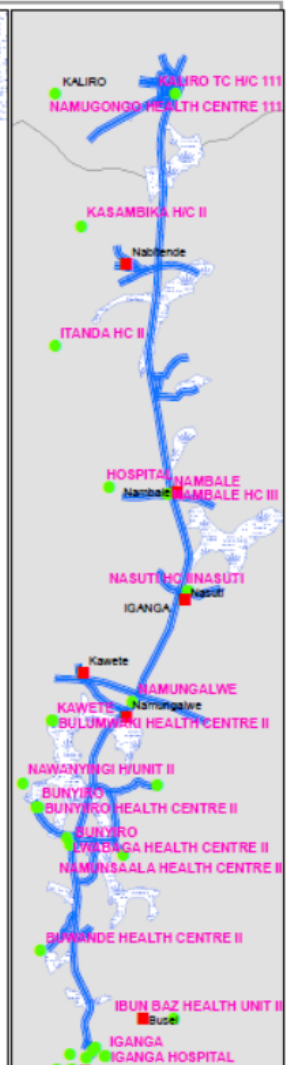 KALIRO
KALIRO TC H/C 111
NAMUGONGO HEALTH CENTRE 111
KASAMBIKA H/C II
Nabitende
ITANDA HC II
HOSPITAL
NAMBALE
Nambale
NAMBALE HC III
NASUTI HC II
NASUTI
Nasuti
IGANGA
Kawete
NAMUNGALWE
Namungalwe
KAWETE
BULUMWAKI HEALTH CENTRE II
NAWANYINGI H/UNIT II
BUNYIRO
BUNYIIRO HEALTH CENTRE II
BUNYIRO
LWABAGA HEALTH CENTRE II
NAMUNSAALA HEALTH CENTRE II
BUWANDE HEALTH CENTRE II
IBUN BAZ HEALTH UNIT II
Busei
IGANGA
IGANGA HOSPITAL